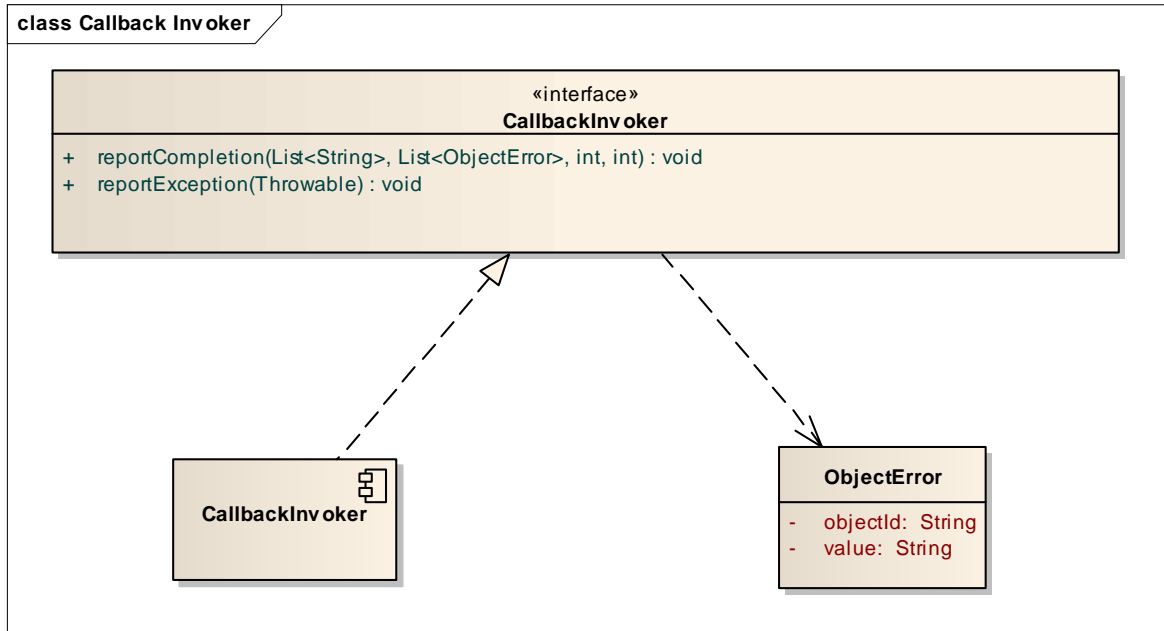 class Callback Invoker
«interface»
CallbackInvoker
+ reportCompletion(List<String>, List<ObjectError>, int, int) : void
+ reportException(Throwable) : void
CallbackInvoker
ObjectError
- objectId: String
- value: String